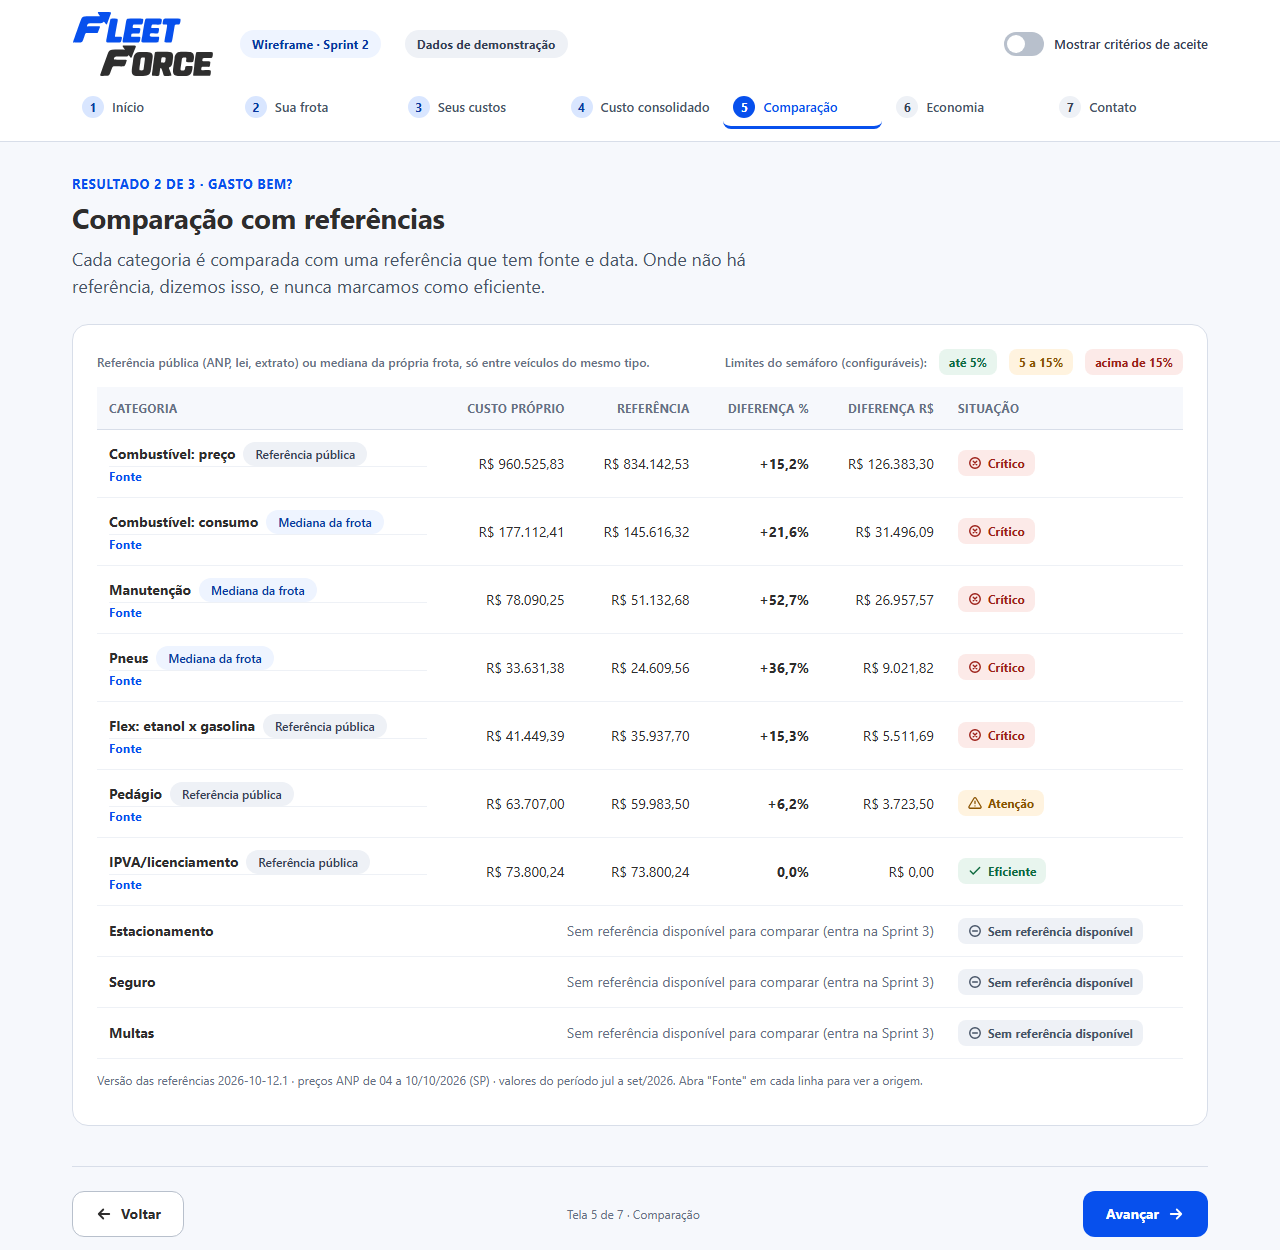 FLEET
FORCE
Wireframe · Sprint 2
Dados de demonstração
Mostrar critérios de aceite
1 Início
2 Sua frota
3 Seus custos
4 Custo consolidado
5 Comparação
6 Economia
7 Contato
RESULTADO 2 DE 3 · GASTO BEM?
Comparação com referências
Cada categoria é comparada com uma referência que tem fonte e data. Onde não há
referência, dizemos isso, e nunca marcamos como eficiente.
Referência pública (ANP, lei, extrato) ou mediana da própria frota, só entre veículos do mesmo tipo.
Limites do semáforo (configuráveis): até 5% 5 a 15% acima de 15%
CATEGORIA CUSTO PRÓPRIO REFERÊNCIA DIFERENÇA % DIFERENÇA R$ SITUAÇÃO
Combustível: preço Referência pública
Fonte
R$ 960.525,83 R$ 834.142,53 +15,2% R$ 126.383,30 Crítico
Combustível: consumo Mediana da frota
Fonte
R$ 177.112,41 R$ 145.616,32 +21,6% R$ 31.496,09 Crítico
Manutenção Mediana da frota
Fonte
R$ 78.090,25 R$ 51.132,68 +52,7% R$ 26.957,57 Crítico
Pneus Mediana da frota
Fonte
R$ 33.631,38 R$ 24.609,56 +36,7% R$ 9.021,82 Crítico
Flex: etanol x gasolina Referência pública
Fonte
R$ 41.449,39 R$ 35.937,70 +15,3% R$ 5.511,69 Crítico
Pedágio Referência pública
Fonte
R$ 63.707,00 R$ 59.983,50 +6,2% R$ 3.723,50 Atenção
IPVA/licenciamento Referência pública
Fonte
R$ 73.800,24 R$ 73.800,24 0,0% R$ 0,00 Eficiente
Estacionamento Sem referência disponível para comparar (entra na Sprint 3) Sem referência disponível
Seguro Sem referência disponível para comparar (entra na Sprint 3) Sem referência disponível
Multas Sem referência disponível para comparar (entra na Sprint 3) Sem referência disponível
Versão das referências 2026-10-12.1 · preços ANP de 04 a 10/10/2026 (SP) · valores do período jul a set/2026. Abra "Fonte" em cada linha para ver a origem.
Voltar
Tela 5 de 7 · Comparação
Avançar